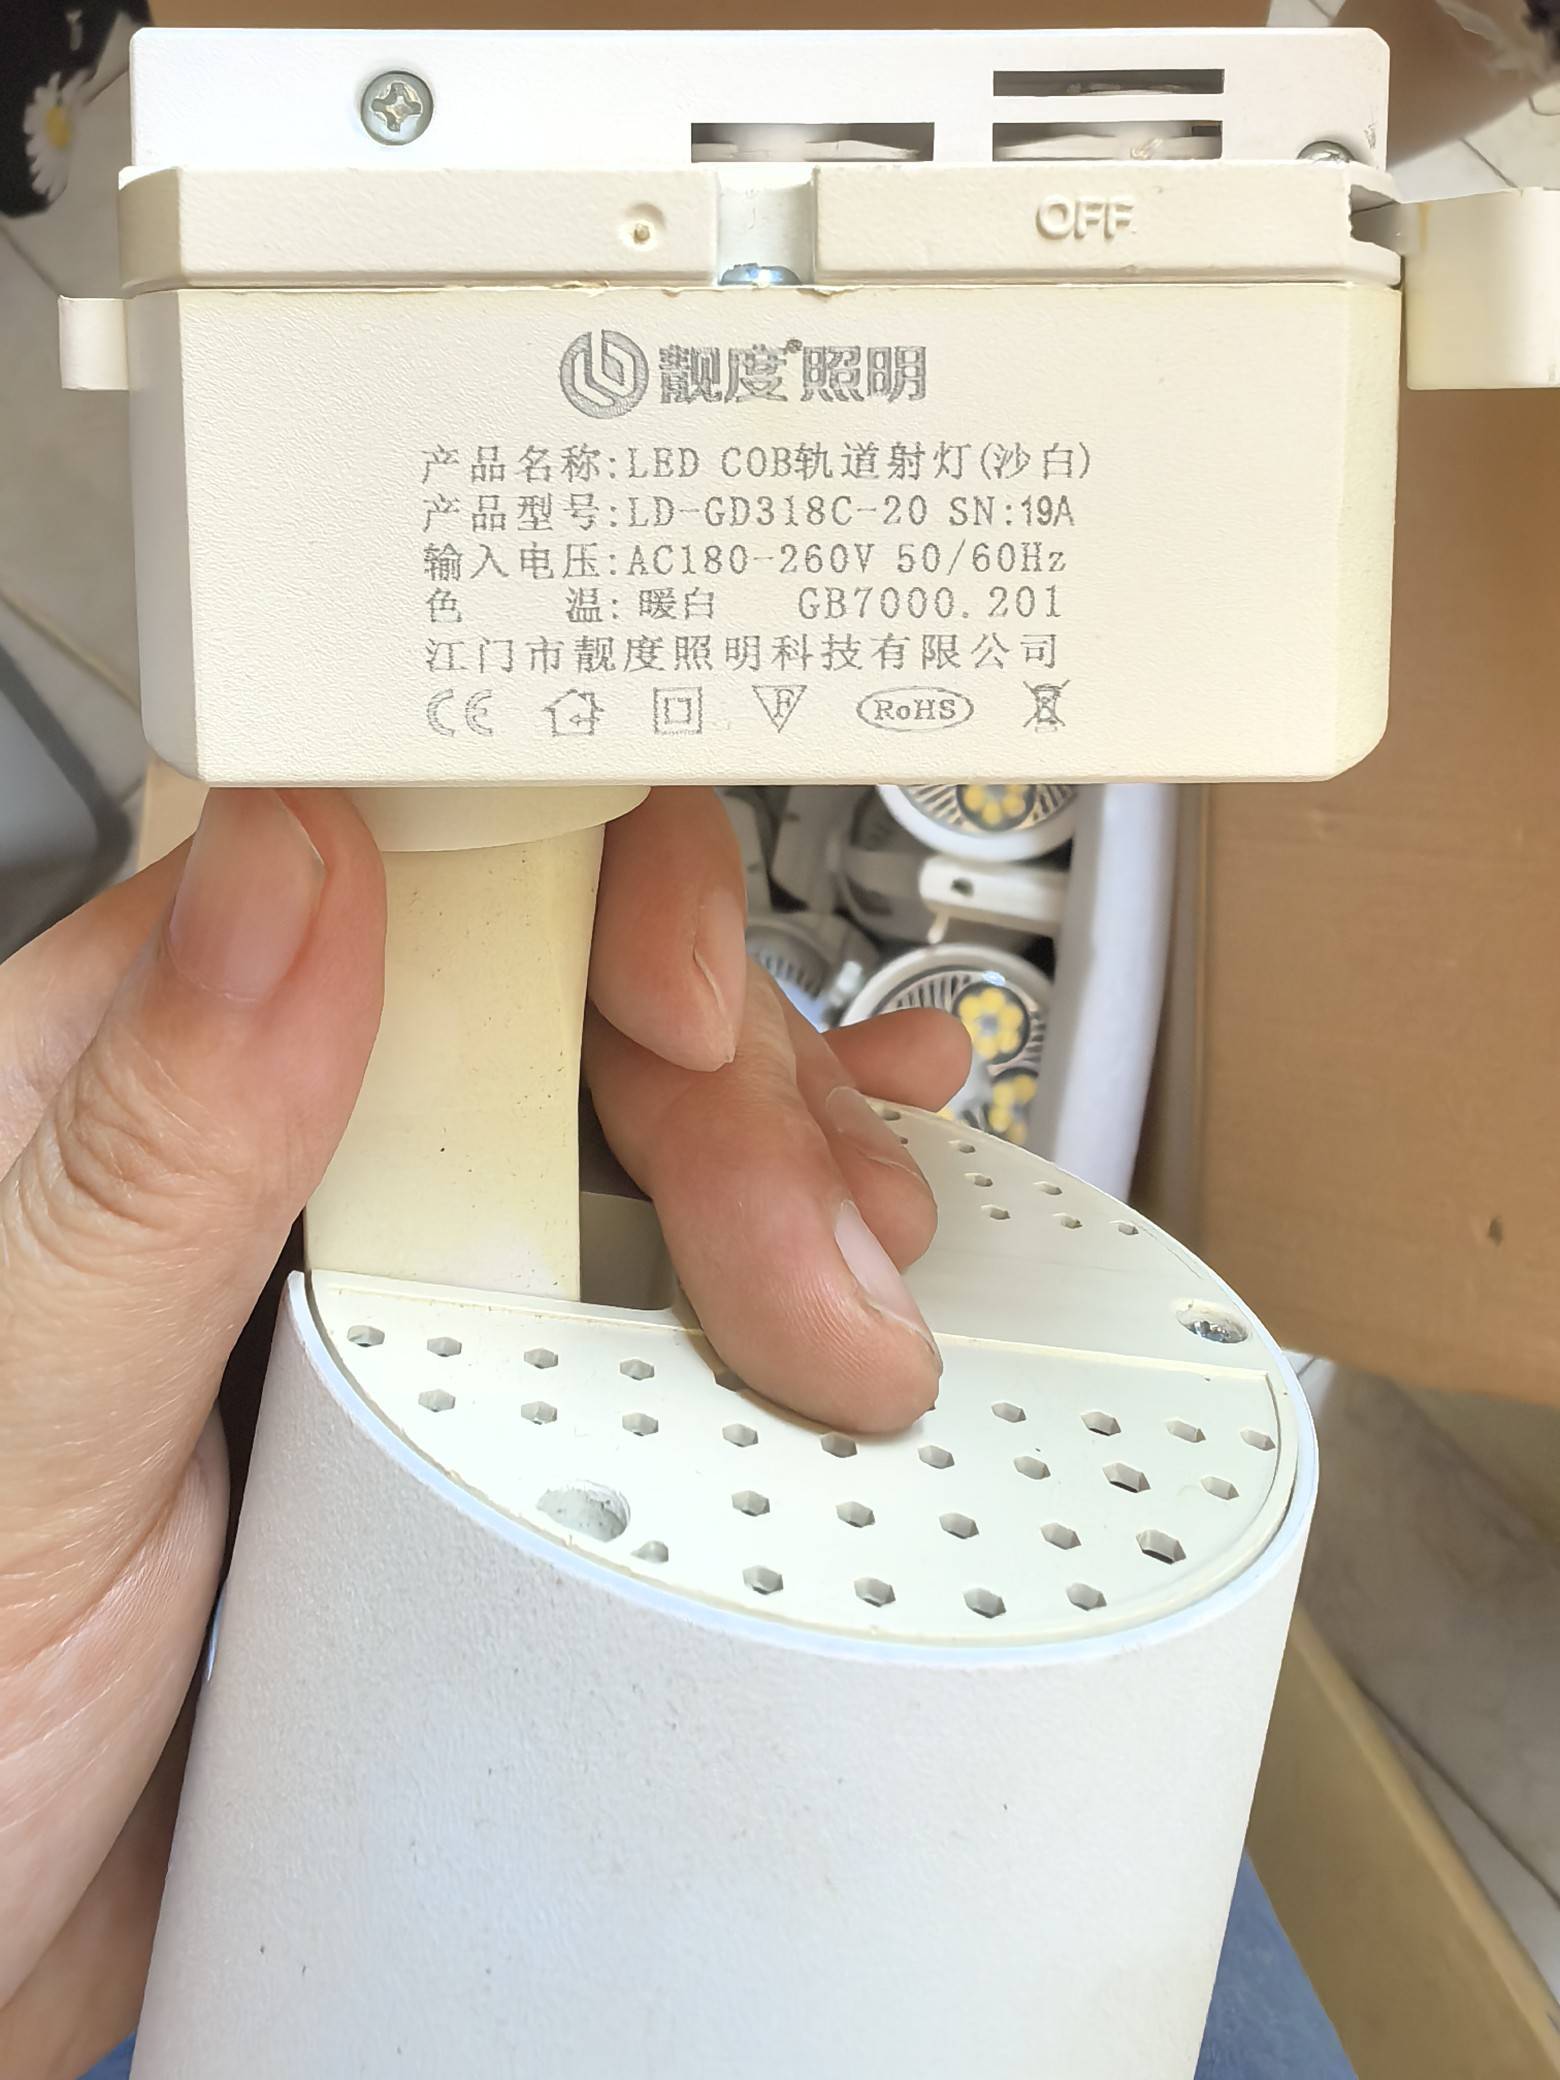 OFF
靓度®照明
产品名称:LED COB轨道射灯(沙白)
产品型号:LD-GD318C-20 SN:19A
输入电压:AC180-260V 50/60Hz
色 温:暖白 GB7000.201
江门市靓度照明科技有限公司
CE F RoHS